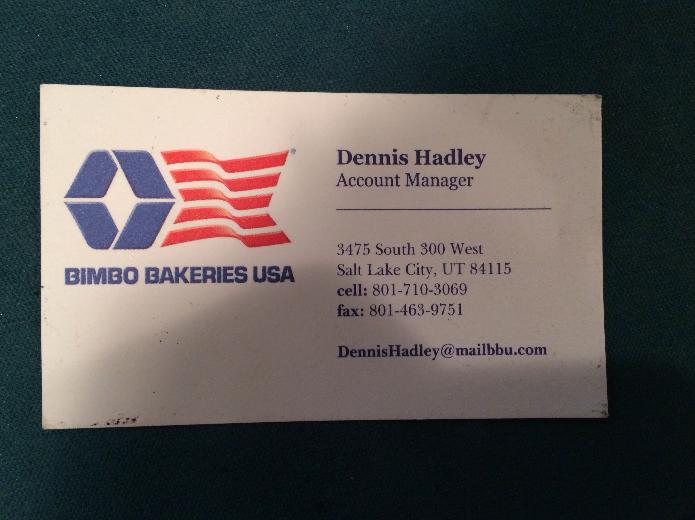 BIMBO BAKERIES USA
Dennis Hadley
Account Manager
3475 South 300 West
Salt Lake City, UT 84115
cell: 801-710-3069
fax: 801-463-9751
DennisHadley@mailbbu.com